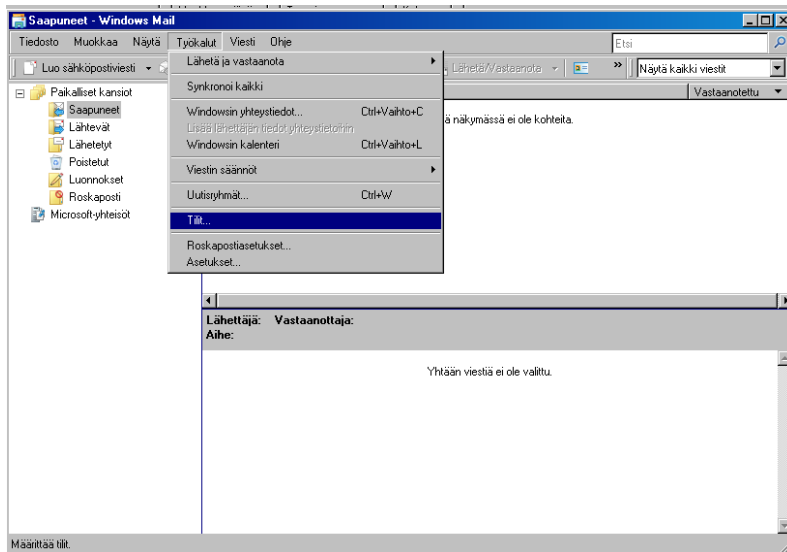 Saapuneet - Windows Mail
Tiedosto Muokkaa Näytä Työkalut Viesti Ohje
Etsi
Luo sähköpostiviesti
Lähetä/Vastaanota
Näytä kaikki viestit
Lähetä ja vastaanota
Synkronoi kaikki
Windowsin yhteystiedot... Ctrl+Vaihto+C
Lisää lähettäjän tiedot yhteystietoihin
Windowsin kalenteri Ctrl+Vaihto+L
Viestin säännöt
Uutisryhmät... Ctrl+W
Tilit...
Roskapostiasetukset...
Asetukset...
Paikalliset kansiot
Saapuneet
Lähtevät
Lähetetyt
Poistetut
Luonnokset
Roskaposti
Microsoft-yhteisöt
Vastaanotettu
ä näkymässä ei ole kohteita.
Lähettäjä: Vastaanottaja:
Aihe:
Yhtään viestiä ei ole valittu.
Määrittää tilit.